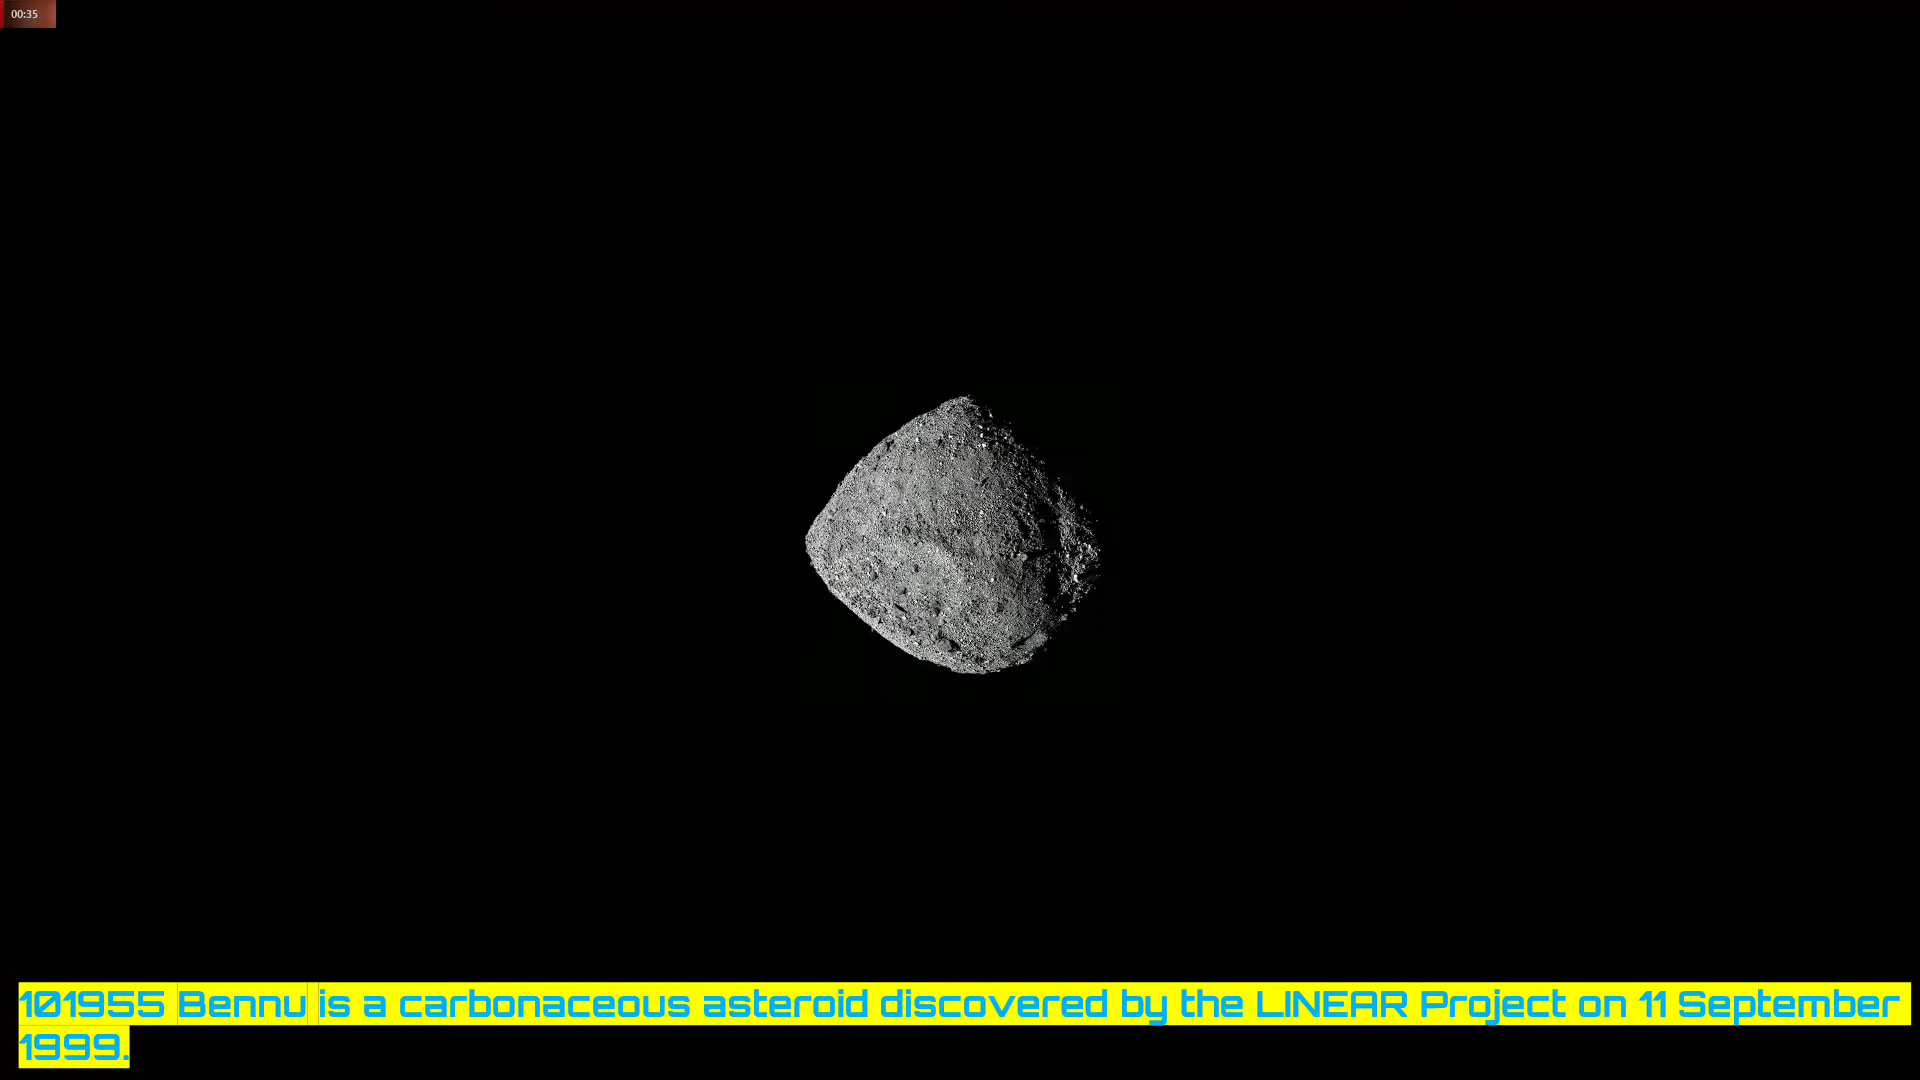 00:35
101955 Bennu is a carbonaceous asteroid discovered by the LINEAR Project on 11 September
1999.